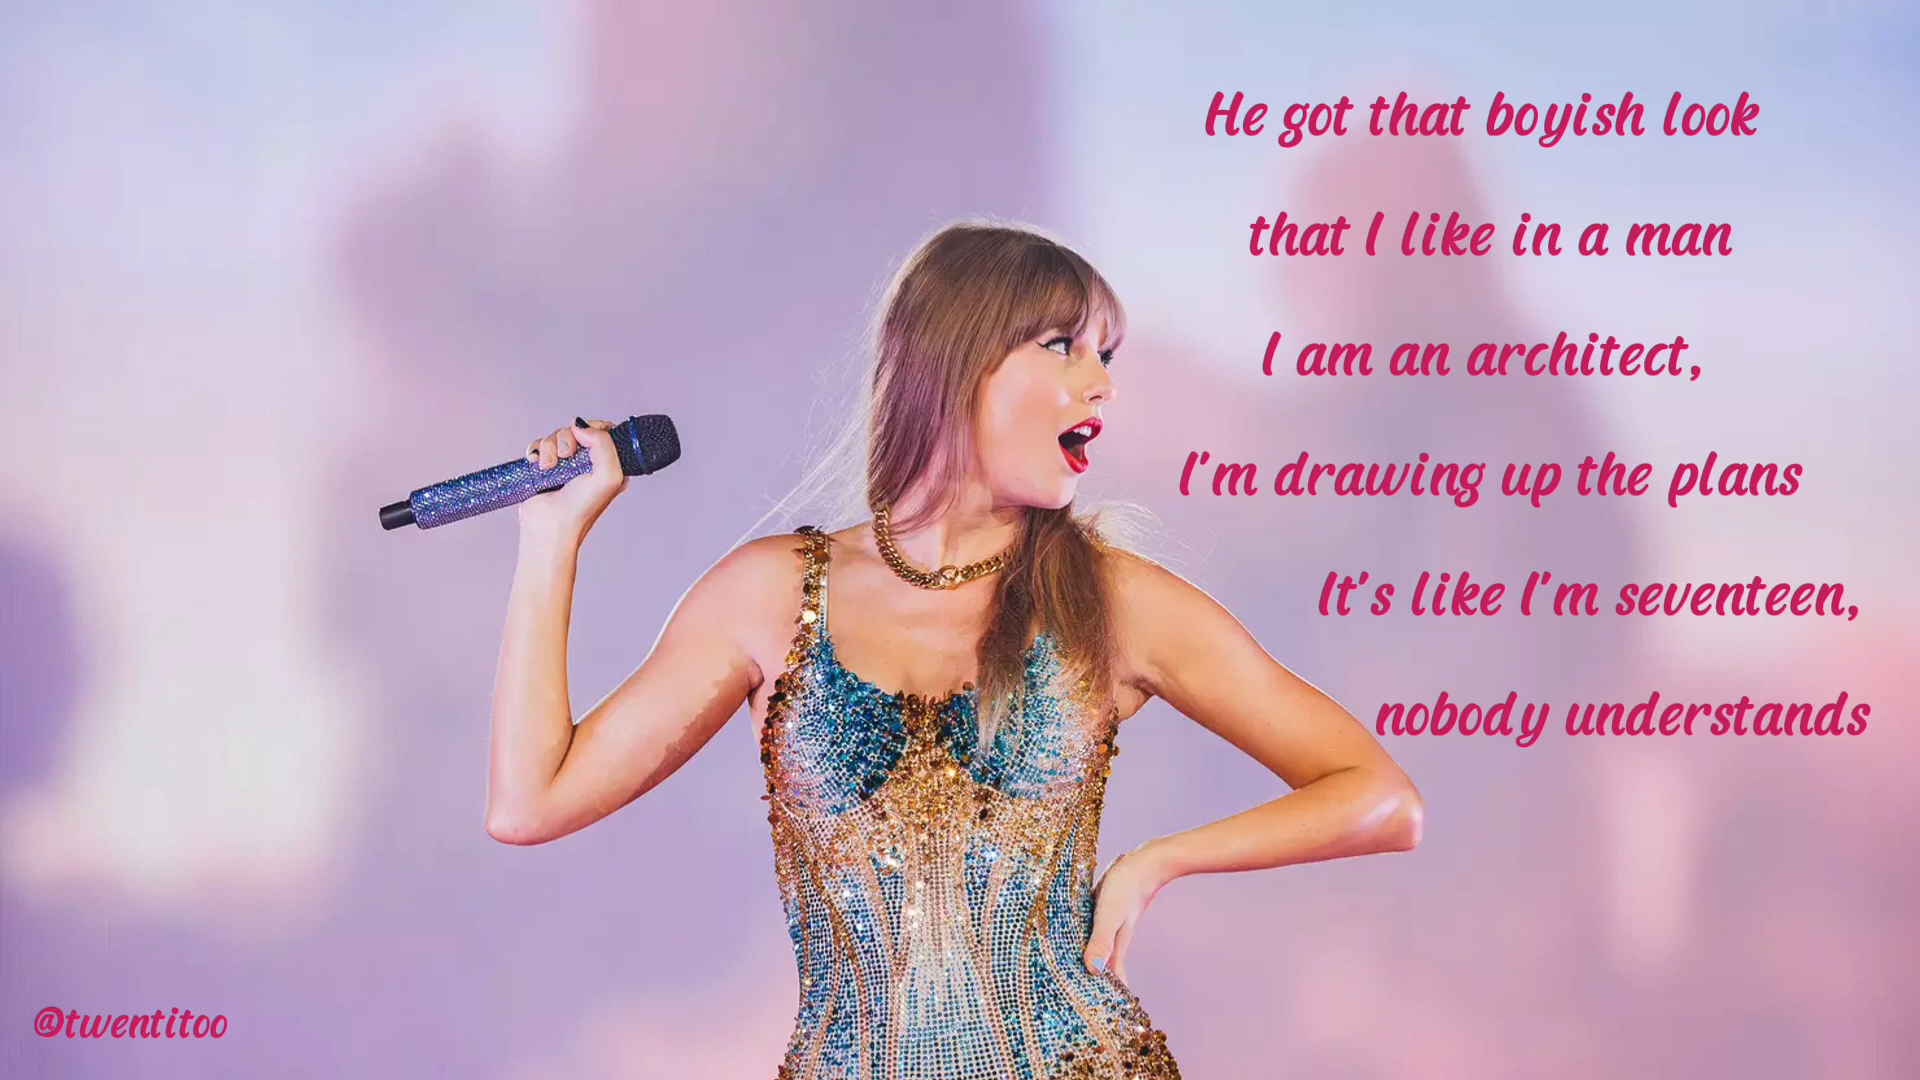 He got that boyish look
that I like in a man
I am an architect,
I'm drawing up the plans
It's like I'm seventeen,
nobody understands
@twentitoo